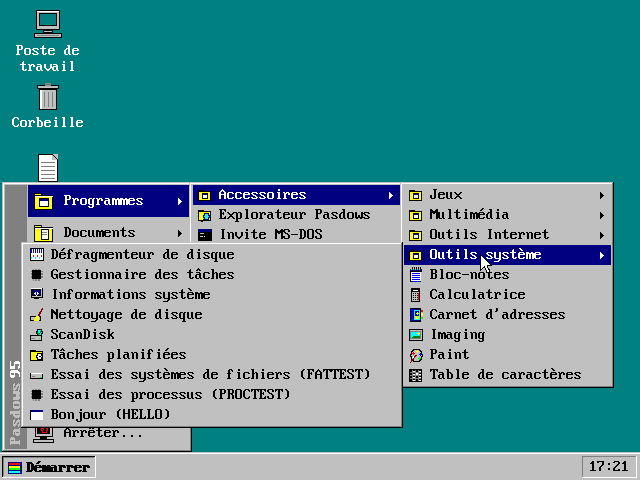 Poste de
travail
Corbeille
Programmes
Documents
Arrêter...
Pasdows 95
Accessoires
Explorateur Pasdows
Invite MS-DOS
Jeux
Multimédia
Outils Internet
Outils système
Bloc-notes
Calculatrice
Carnet d'adresses
Imaging
Paint
Table de caractères
Défragmenteur de disque
Gestionnaire des tâches
Informations système
Nettoyage de disque
ScanDisk
Tâches planifiées
Essai des systèmes de fichiers (FATTEST)
Essai des processus (PROCTEST)
Bonjour (HELLO)
Démarrer
17:21